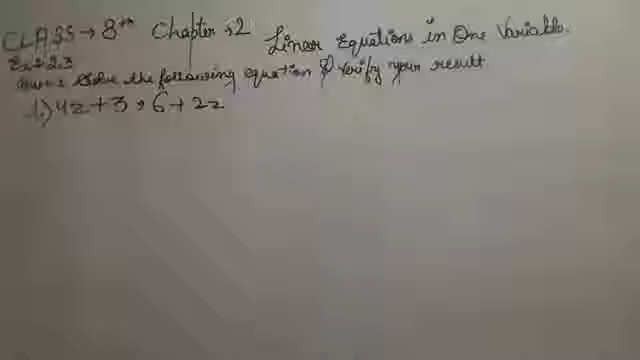 CLASS → 8th Chapter :2 Linear Equations in One Variable.
Ex: 2.3
Solve the following equation & verify your result
1.) 4z + 3 = 6 + 2z